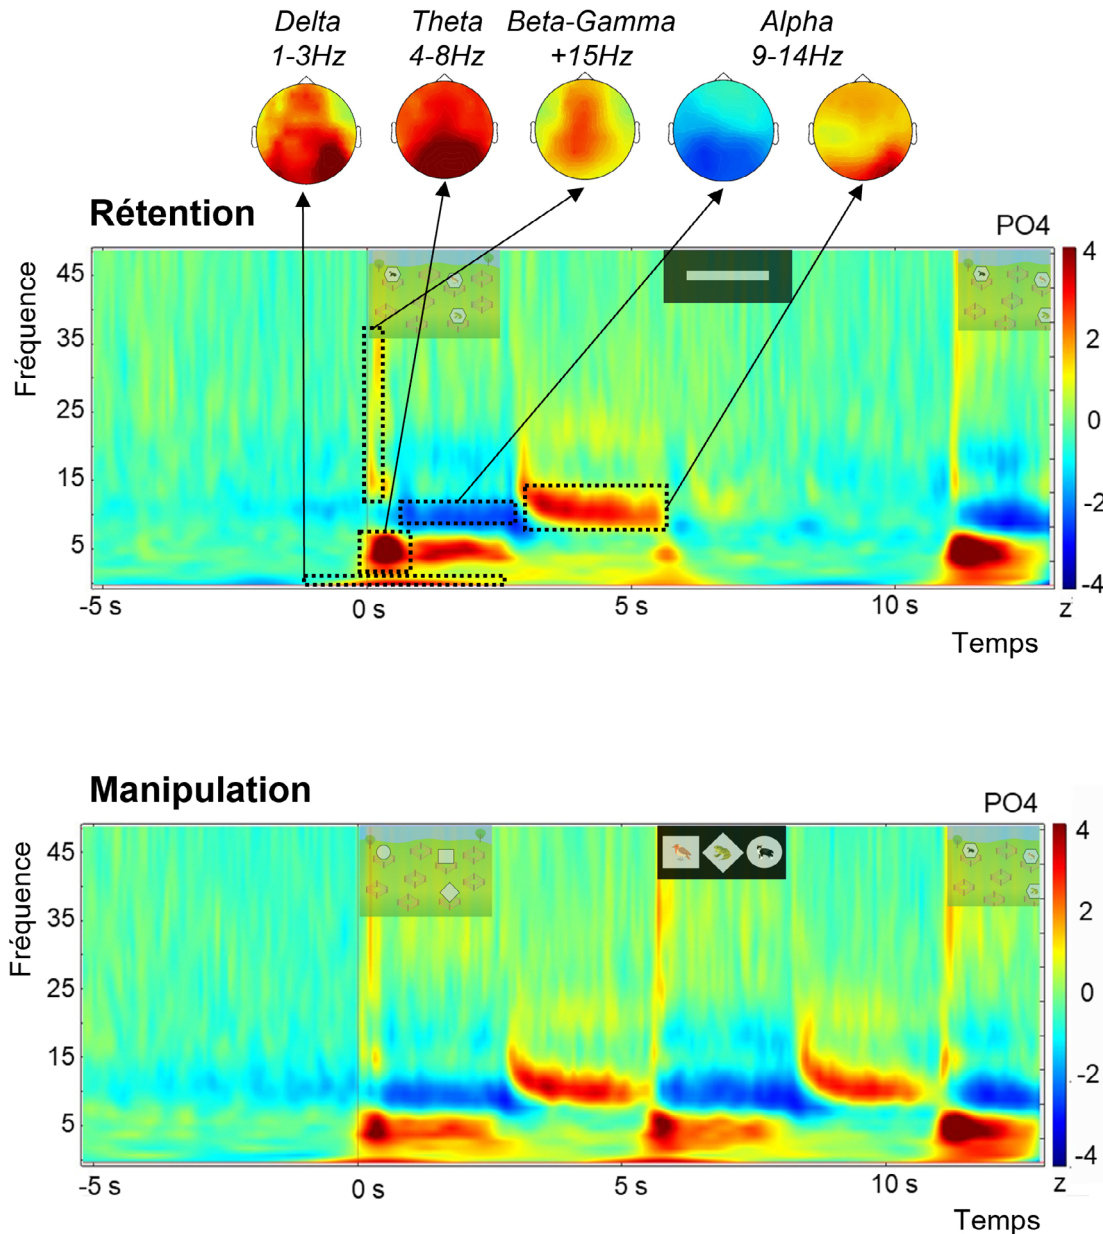 Delta Theta Beta-Gamma Alpha
1-3Hz 4-8Hz +15Hz 9-14Hz
Rétention
PO4
Fréquence
45
35
25
15
5
4
2
0
-2
-4
-5 s 0 s 5 s 10 s z
Temps
Manipulation
PO4
Fréquence
45
35
25
15
5
4
2
0
-2
-4
-5 s 0 s 5 s 10 s z
Temps